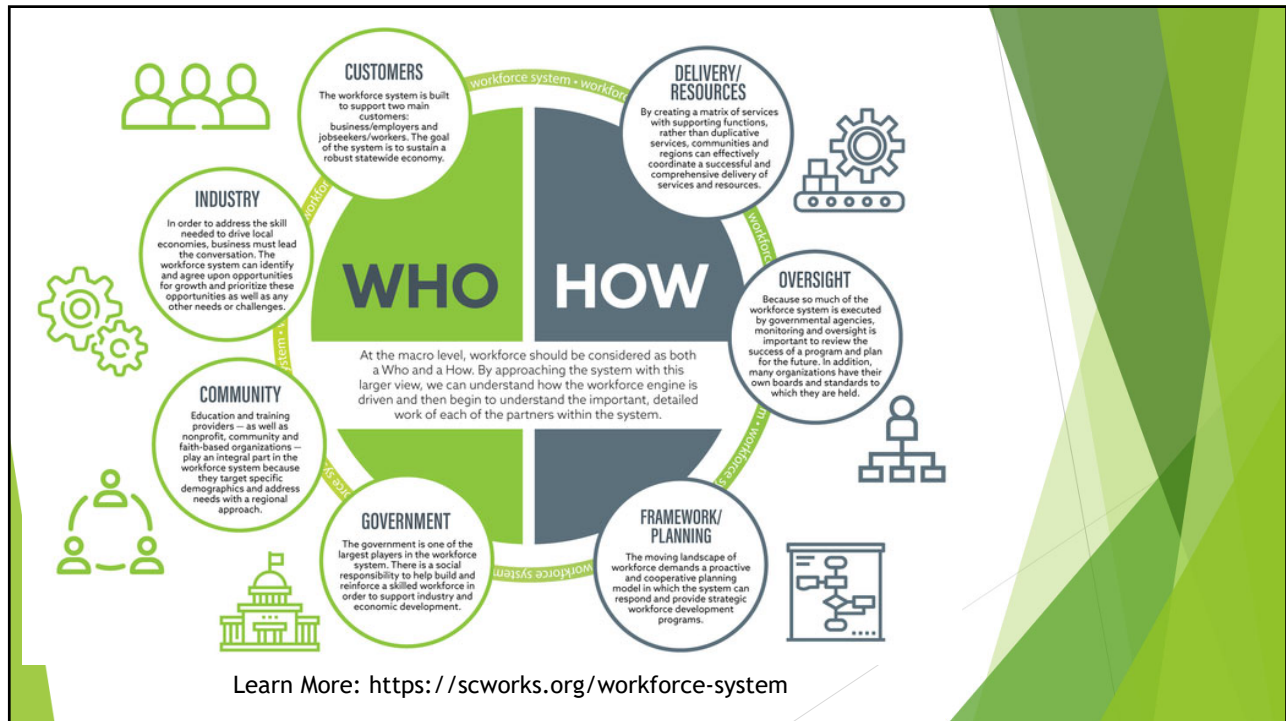 CUSTOMERS
The workforce system is built
to support two main
customers:
business/employers and
jobseekers/workers. The goal
of the system is to sustain a
robust statewide economy.
workforce system • workfo
DELIVERY/
RESOURCES
By creating a matrix of services
with supporting functions,
rather than duplicative
services, communities and
regions can effectively
coordinate a successful and
comprehensive delivery of
services and resources.
workfor
INDUSTRY
In order to address the skill
needed to drive local
economies, business must lead
the conversation. The
workforce system can identify
and agree upon opportunities
for growth and prioritize these
opportunities as well as any
other needs or challenges.
workforc
WHO
HOW
OVERSIGHT
Because so much of the
workforce system is executed
by governmental agencies,
monitoring and oversight is
important to review the
success of a program and plan
for the future. In addition,
many organizations have their
own boards and standards to
which they are held.
stem • w
At the macro level, workforce should be considered as both
a Who and a How. By approaching the system with this
larger view, we can understand how the workforce engine is
driven and then begin to understand the important, detailed
work of each of the partners within the system.
COMMUNITY
Education and training
providers — as well as
nonprofit, community and
faith-based organizations —
play an integral part in the
workforce system because
they target specific
demographics and address
needs with a regional
approach.
m • workforce sy
orce sy
GOVERNMENT
The government is one of the
largest players in the workforce
system. There is a social
responsibility to help build and
reinforce a skilled workforce in
order to support industry and
economic development.
workforce system
FRAMEWORK/
PLANNING
The moving landscape of
workforce demands a proactive
and cooperative planning
model in which the system can
respond and provide strategic
workforce development
programs.
Learn More: https://scworks.org/workforce-system